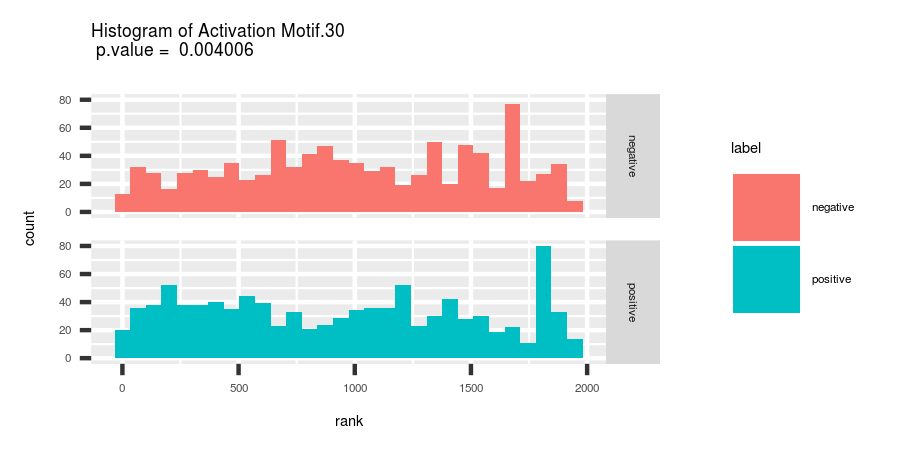 Histogram of Activation Motif.30
p.value = 0.004006
80
60
40
20
0
negative
80
60
40
20
0
positive
0 500 1000 1500 2000
rank
count
label
negative
positive